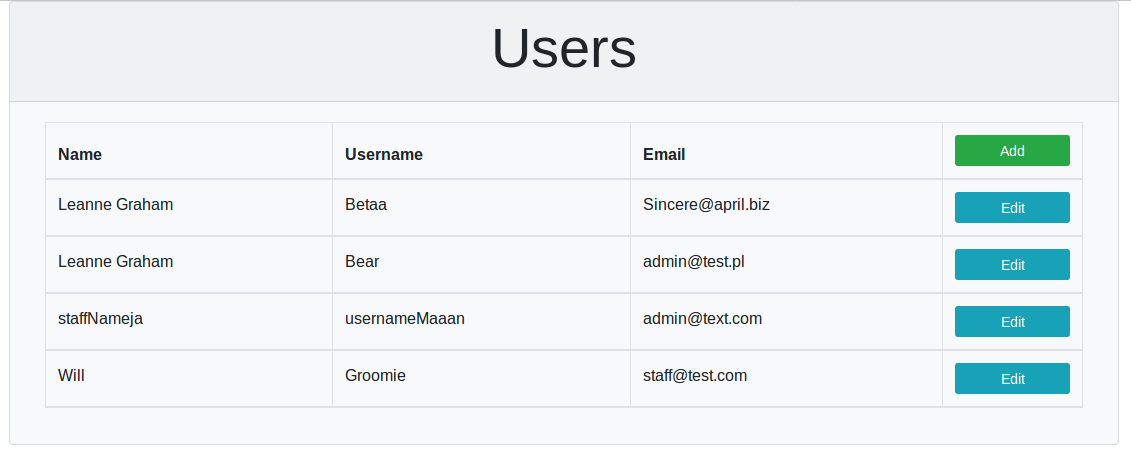 Users
Name Username Email Add
Leanne Graham Betaa Sincere@april.biz Edit
Leanne Graham Bear admin@test.pl Edit
staffNameja usernameMaaan admin@text.com Edit
Will Groomie staff@test.com Edit